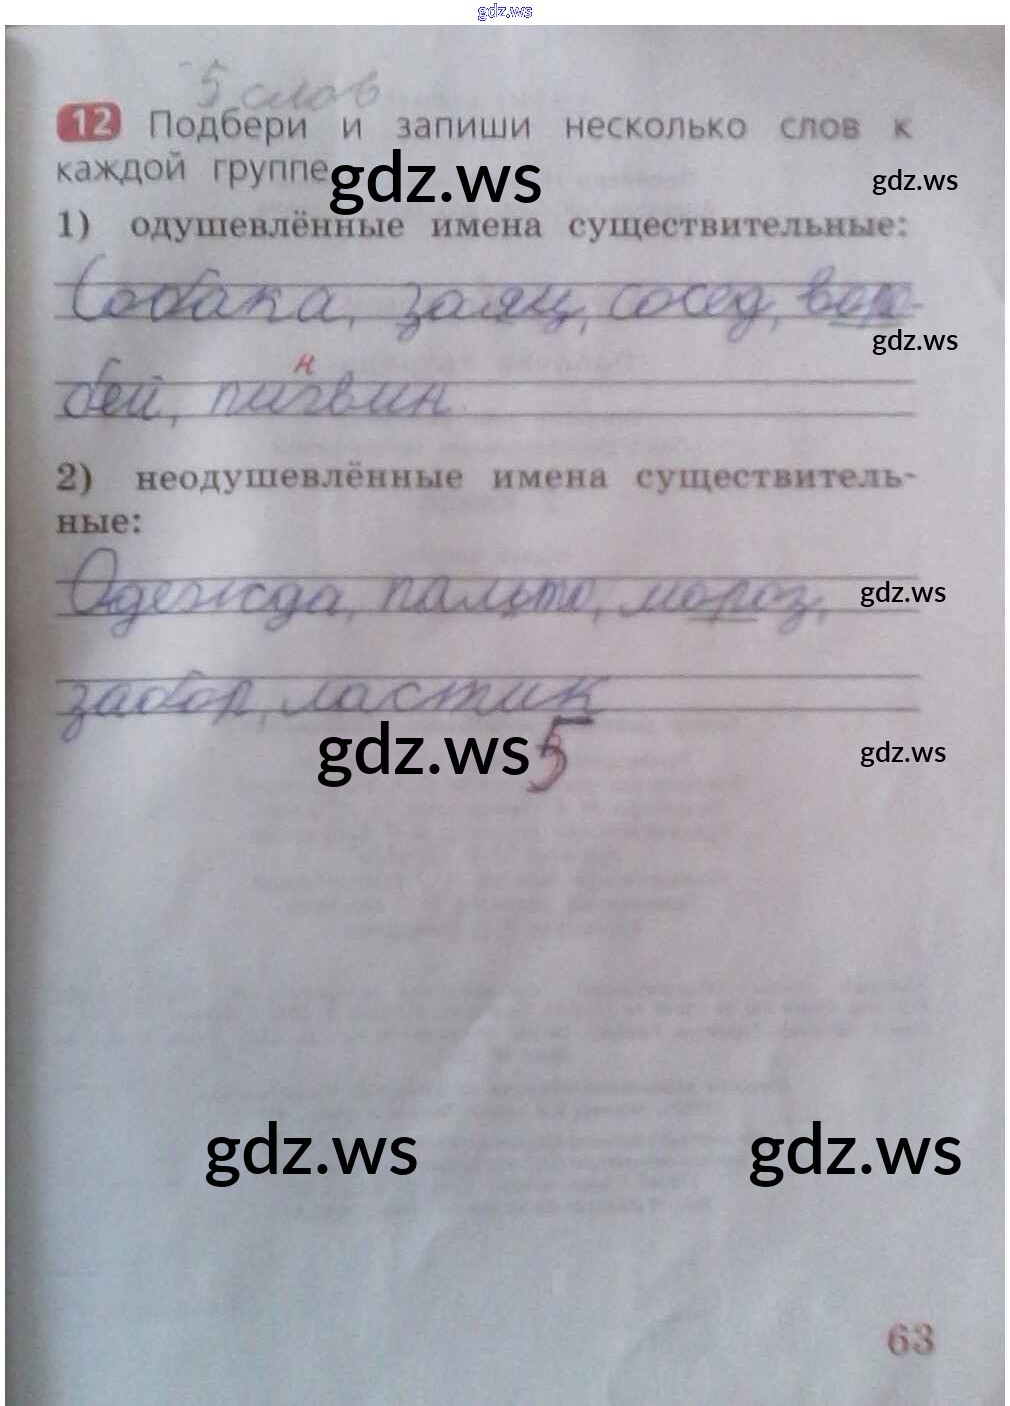 gdz.ws
5 слов
12 Подбери и запиши несколько слов к
каждой группе
gdz.ws
gdz.ws
1) одушевлённые имена существительные:
Собака, заяц, сосед, воро-
gdz.ws
н
бей, пигвин
2) неодушевлённые имена существитель-
ные:
Одежда, пальто, мороз,
gdz.ws
забор, ластик
gdz.ws
5
gdz.ws
gdz.ws
gdz.ws
63